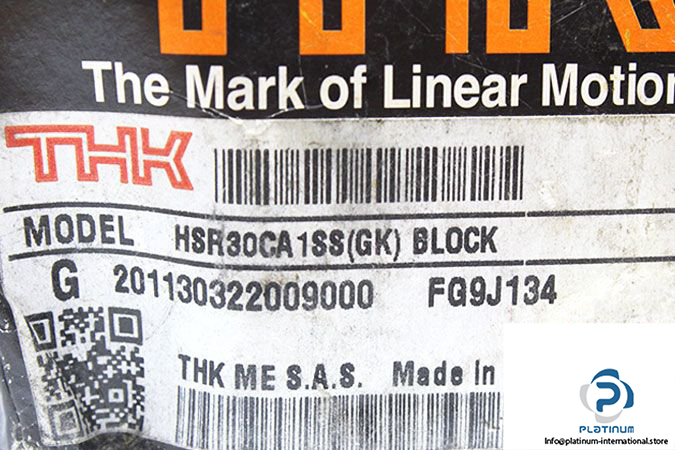 The Mark of Linear Motion
THK
MODEL HSR30CA1SS(GK) BLOCK
G 201130322009000 FG9J134
THK ME S.A.S. Made in
PLATINUM
Info@platinum-international.store